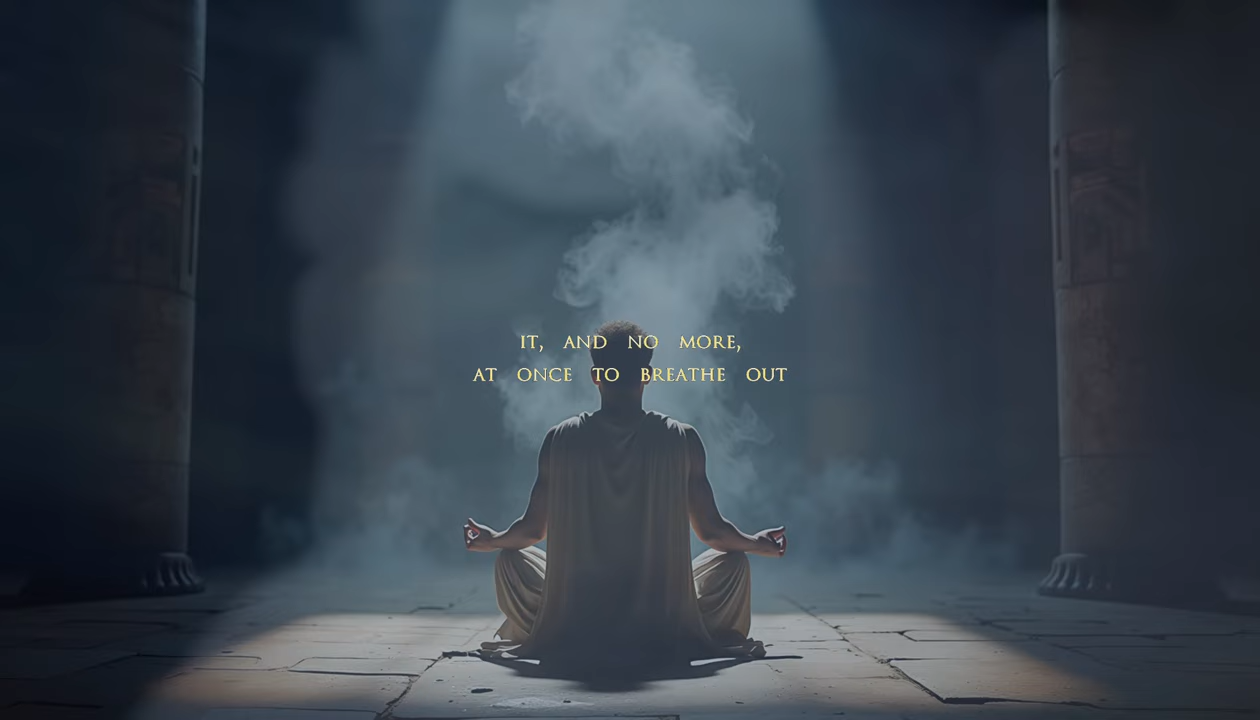 IT, AND NO MORE,
AT ONCE TO BREATHE OUT